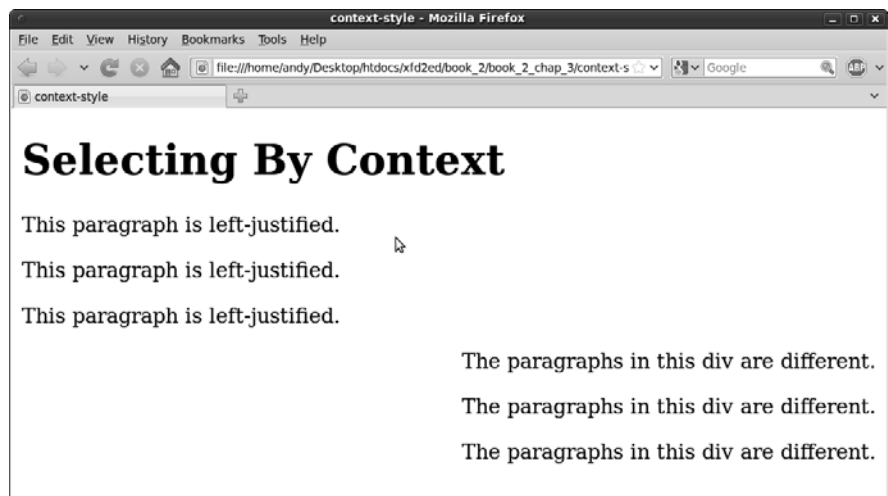 context-style - Mozilla Firefox
File Edit View History Bookmarks Tools Help
file:///home/andy/Desktop/htdocs/xfd2ed/book_2/book_2_chap_3/context-s
Google
ABP
context-style
Selecting By Context
This paragraph is left-justified.
This paragraph is left-justified.
This paragraph is left-justified.
The paragraphs in this div are different.
The paragraphs in this div are different.
The paragraphs in this div are different.